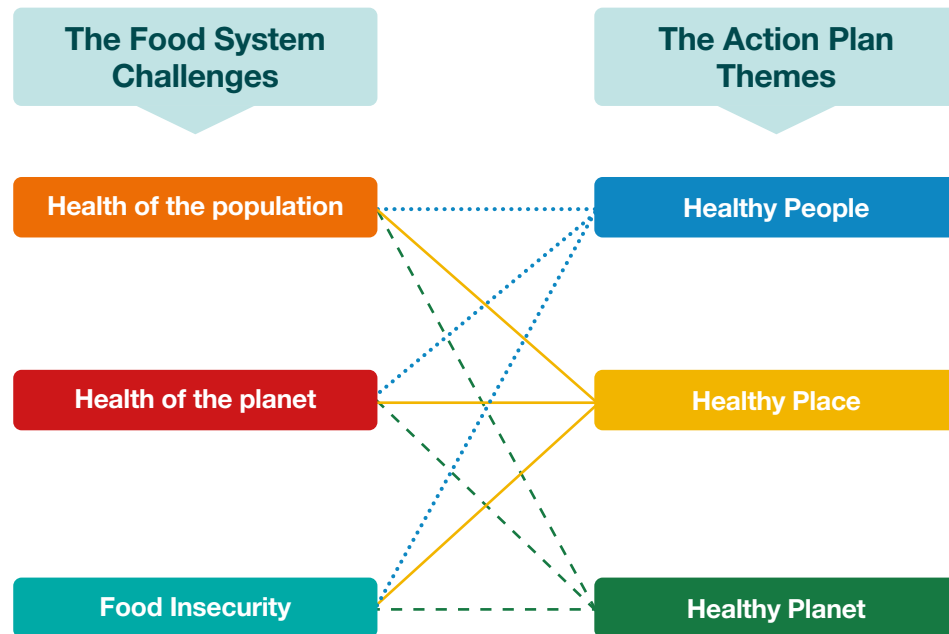 The Food System
Challenges
The Action Plan
Themes
Health of the population
Healthy People
Health of the planet
Healthy Place
Food Insecurity
Healthy Planet